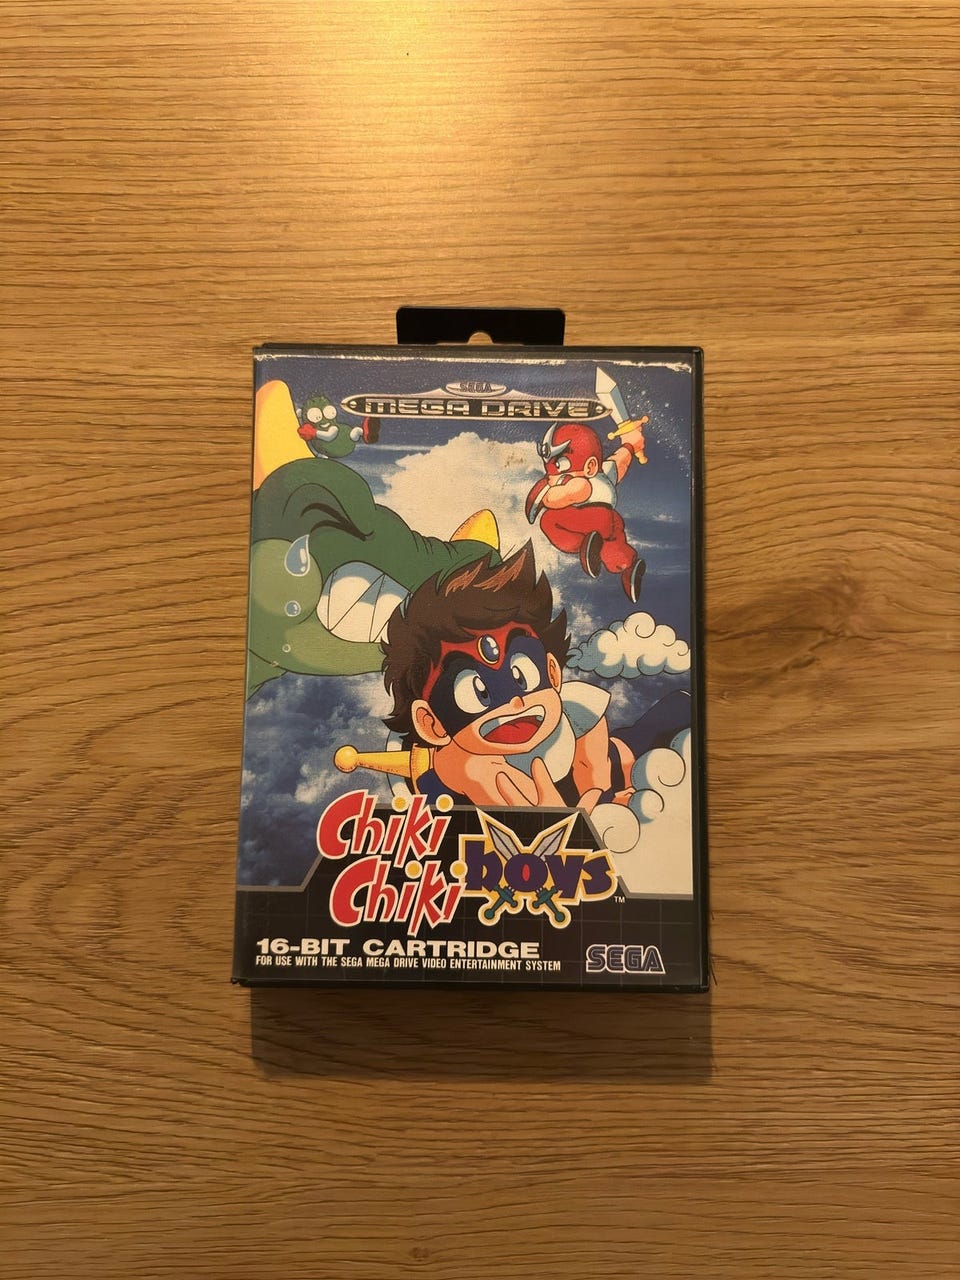 SEGA
MEGA DRIVE
Chiki
Chiki
boys
TM
16-BIT CARTRIDGE
FOR USE WITH THE SEGA MEGA DRIVE VIDEO ENTERTAINMENT SYSTEM
SEGA